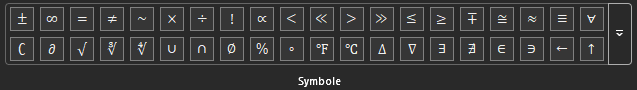 ± ∞ = ≠ ~ × ÷ ! ∝ < ≪ > ≫ ≤ ≥ ∓ ≅ ≈ ≡ ∀
∁ ∂ √ ∛ ∜ ∪ ∩ ∅ % ° °F °C ∆ ∇ ∃ ∄ ∈ ∋ ← ↑
Symbole